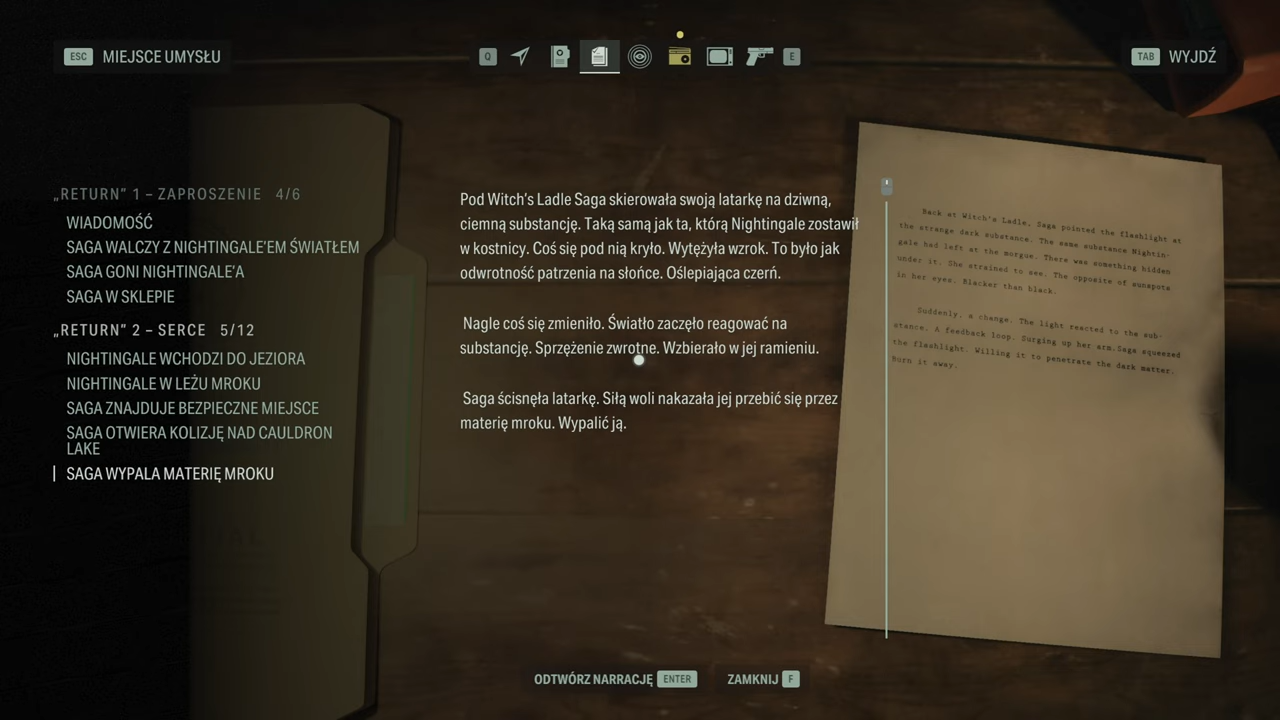 ESC MIEJSCE UMYSŁU
Q
E
TAB WYJDŹ
„RETURN” 1 – ZAPROSZENIE 4/6
WIADOMOŚĆ
SAGA WALCZY Z NIGHTINGALE'EM ŚWIATŁEM
SAGA GONI NIGHTINGALE'A
SAGA W SKLEPIE
„RETURN” 2 – SERCE 5/12
NIGHTINGALE WCHODZI DO JEZIORA
NIGHTINGALE W LEŻU MROKU
SAGA ZNAJDUJE BEZPIECZNE MIEJSCE
SAGA OTWIERA KOLIZJĘ NAD CAULDRON
LAKE
SAGA WYPALA MATERIĘ MROKU
Pod Witch's Ladle Saga skierowała swoją latarkę na dziwną,
ciemną substancję. Taką samą jak ta, którą Nightingale zostawił
w kostnicy. Coś się pod nią kryło. Wytężyła wzrok. To było jak
odwrotność patrzenia na słońce. Oślepiająca czerń.
Nagle coś się zmieniło. Światło zaczęło reagować na
substancję. Sprzężenie zwrotne. Wzbierało w jej ramieniu.
Saga ścisnęła latarkę. Siłą woli nakazała jej przebić się przez
materię mroku. Wypalić ją.
Back at Witch's Ladle, Saga pointed the flashlight at
the strange dark substance. The same substance Nightin-
gale had left at the morgue. There was something hidden
under it. She strained to see. The opposite of sunspots
in her eyes. Blacker than black.
Suddenly, a change. The light reacted to the sub-
stance. A feedback loop. Surging up her arm.Saga squeezed
the flashlight. Willing it to penetrate the dark matter.
Burn it away.
ODTWÓRZ NARRACJĘ ENTER
ZAMKNIJ F